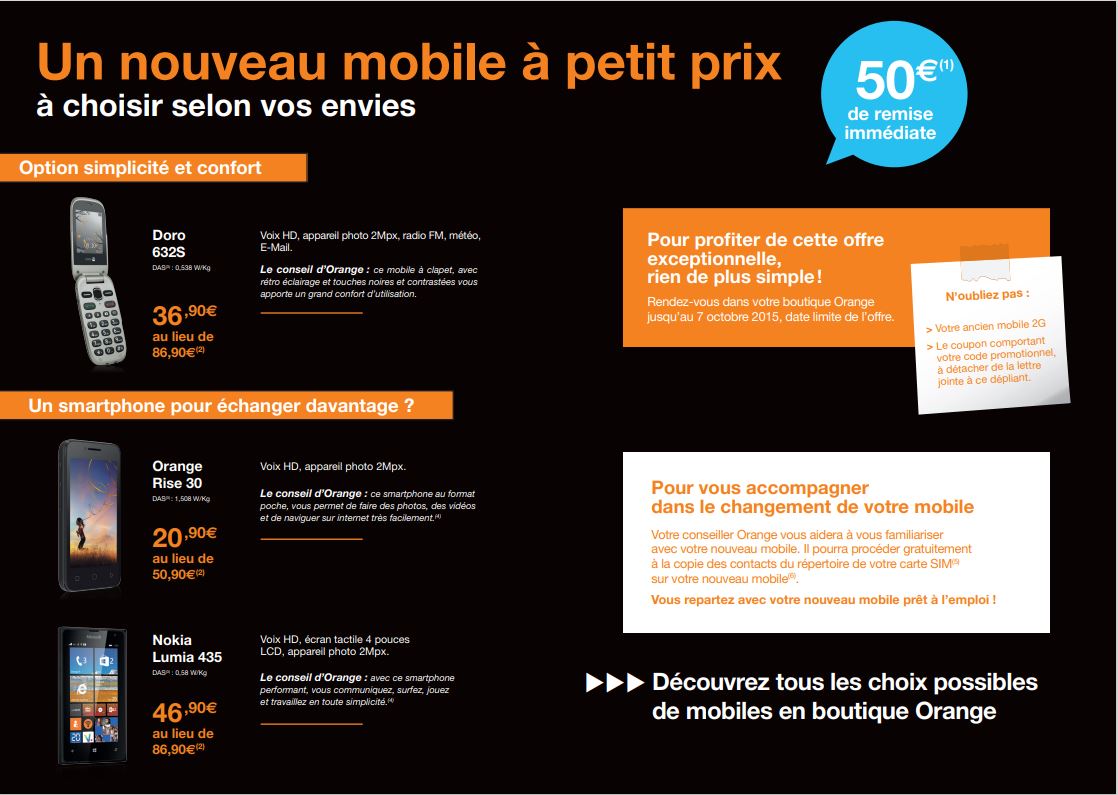 Un nouveau mobile à petit prix
à choisir selon vos envies
50€(1)
de remise
immédiate
Option simplicité et confort
Doro
632S
DAS(3) : 0,538 W/Kg
36,90€
au lieu de
86,90€(2)
Voix HD, appareil photo 2Mpx, radio FM, météo,
E-Mail.
Le conseil d'Orange : ce mobile à clapet, avec
rétro éclairage et touches noires et contrastées vous
apporte un grand confort d'utilisation.
Pour profiter de cette offre
exceptionnelle,
rien de plus simple !
Rendez-vous dans votre boutique Orange
jusqu'au 7 octobre 2015, date limite de l'offre.
N'oubliez pas :
> Votre ancien mobile 2G
> Le coupon comportant
votre code promotionnel,
à détacher de la lettre
jointe à ce dépliant.
Un smartphone pour échanger davantage ?
Orange
Rise 30
DAS(3) : 1,508 W/Kg
20,90€
au lieu de
50,90€(2)
Voix HD, appareil photo 2Mpx.
Le conseil d'Orange : ce smartphone au format
poche, vous permet de faire des photos, des vidéos
et de naviguer sur internet très facilement.(4)
Nokia
Lumia 435
DAS(3) : 0,58 W/Kg
46,90€
au lieu de
86,90€(2)
Voix HD, écran tactile 4 pouces
LCD, appareil photo 2Mpx.
Le conseil d'Orange : avec ce smartphone
performant, vous communiquez, surfez, jouez
et travaillez en toute simplicité.(4)
Pour vous accompagner
dans le changement de votre mobile
Votre conseiller Orange vous aidera à vous familiariser
avec votre nouveau mobile. Il pourra procéder gratuitement
à la copie des contacts du répertoire de votre carte SIM(5)
sur votre nouveau mobile(6).
Vous repartez avec votre nouveau mobile prêt à l'emploi !
Découvrez tous les choix possibles
de mobiles en boutique Orange